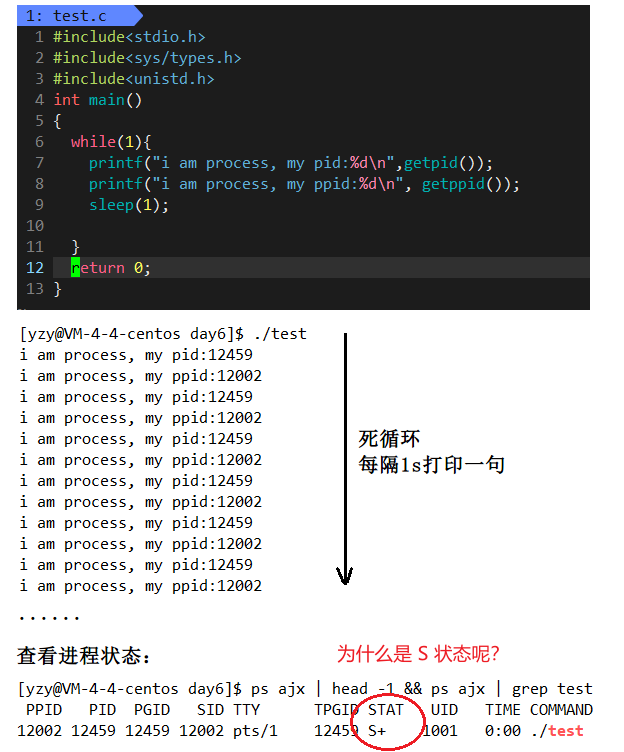 1: test.c
1 #include<stdio.h>
2 #include<sys/types.h>
3 #include<unistd.h>
4 int main()
5 {
6   while(1){
7     printf("i am process, my pid:%d\n",getpid());
8     printf("i am process, my ppid:%d\n", getppid());
9     sleep(1);
10
11   }
12   return 0;
13 }
[yzy@VM-4-4-centos day6]$ ./test
i am process, my pid:12459
i am process, my ppid:12002
i am process, my pid:12459
i am process, my ppid:12002
i am process, my pid:12459
i am process, my ppid:12002
i am process, my pid:12459
i am process, my ppid:12002
i am process, my pid:12459
i am process, my ppid:12002
i am process, my pid:12459
i am process, my ppid:12002
......
死循环
每隔1s打印一句
查看进程状态：
为什么是 S 状态呢？
[yzy@VM-4-4-centos day6]$ ps ajx | head -1 && ps ajx | grep test
PPID   PID  PGID   SID TTY      TPGID STAT   UID   TIME COMMAND
12002 12459 12459 12002 pts/1    12459 S+    1001   0:00 ./test